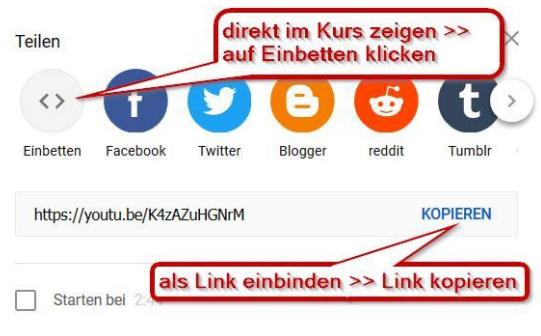 Teilen
direkt im Kurs zeigen >>
auf Einbetten klicken
Einbetten Facebook Twitter Blogger reddit Tumblr
https://youtu.be/K4zAZuHGNrM KOPIEREN
als Link einbinden >> Link kopieren
Starten bei